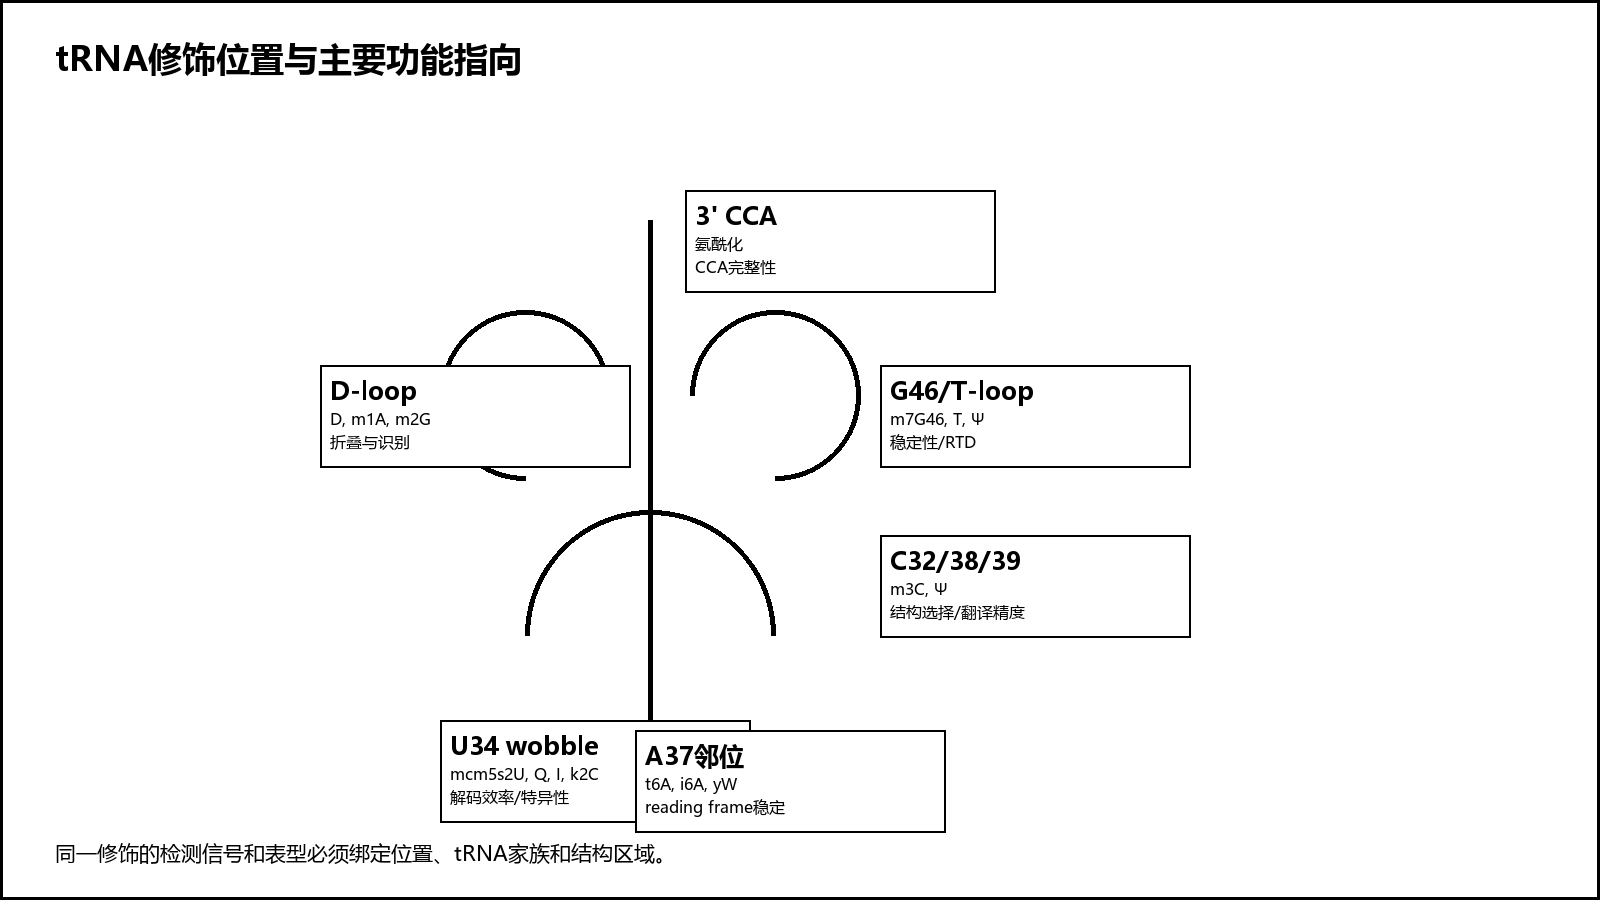 tRNA修饰位置与主要功能指向
3' CCA
氨酰化
CCA完整性
D-loop
D, m1A, m2G
折叠与识别
G46/T-loop
m7G46, T, Ψ
稳定性/RTD
C32/38/39
m3C, Ψ
结构选择/翻译精度
U34 wobble
mcm5s2U, Q, I, k2C
解码效率/特异性
A37邻位
t6A, i6A, yW
reading frame稳定
同一修饰的检测信号和表型必须绑定位置、tRNA家族和结构区域。